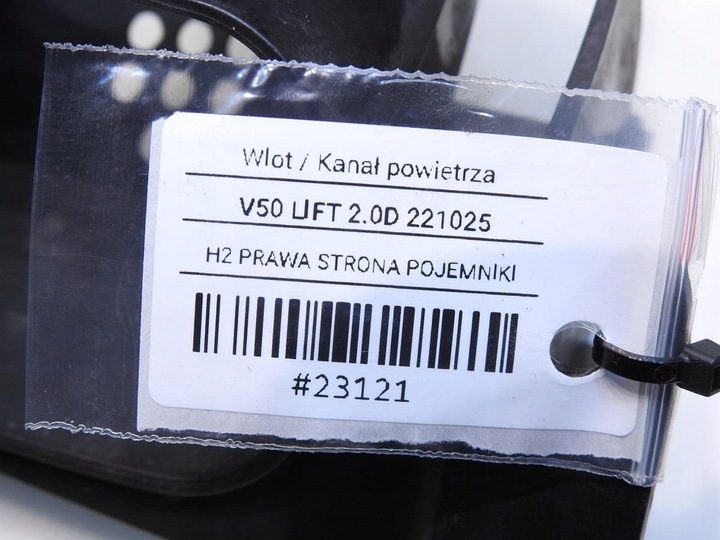 Wlot / Kanał powietrza
V50 LIFT 2.0D 221025
H2 PRAWA STRONA POJEMNIKI
#23121